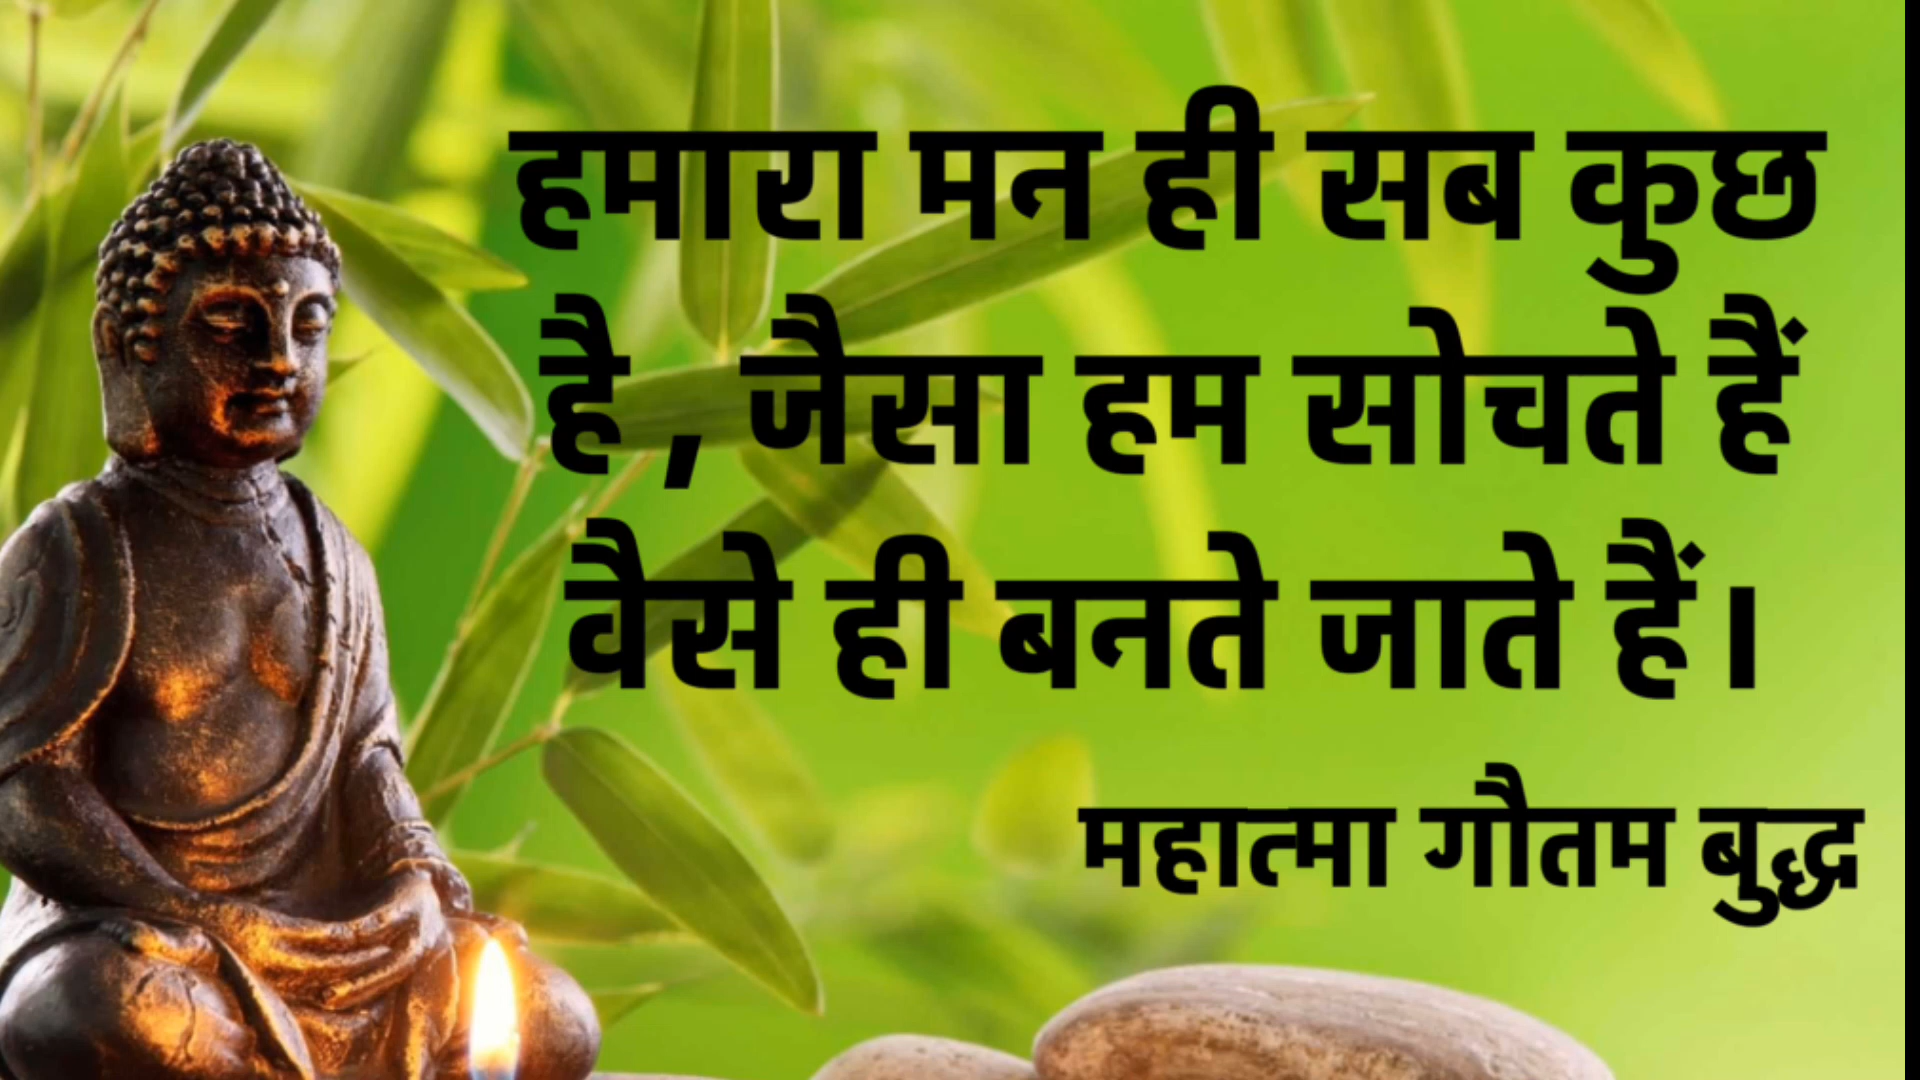 हमारा मन ही सब कुछ
है , जैसा हम सोचते हैं
वैसे ही बनते जाते हैं।
महात्मा गौतम बुद्ध